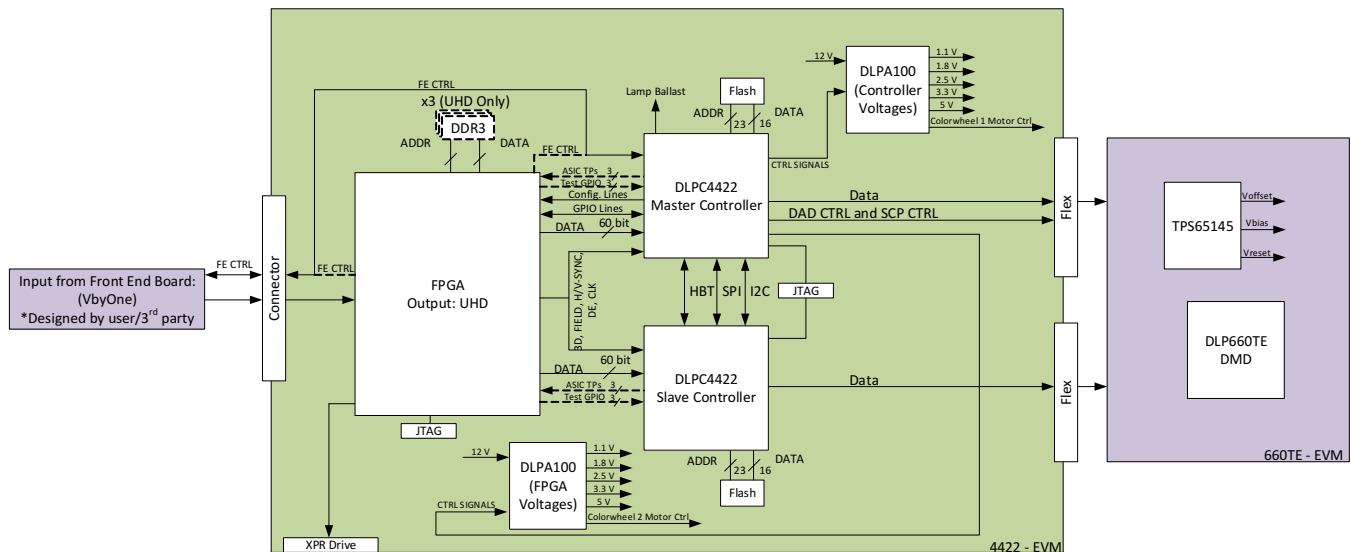 FE CTRL
x3 (UHD Only)
DDR3
ADDR
DATA
Lamp Ballast
Flash
ADDR
DATA
23
16
12 V
DLPA100
(Controller
Voltages)
1.1 V
1.8 V
2.5 V
3.3 V
5 V
Colorwheel 1 Motor Ctrl
CTRL SIGNALS
FE CTRL
ASIC TPs 3
Test GPIO 3
Config. Lines
GPIO Lines
DATA
60 bit
DLPC4422
Master Controller
Data
DAD CTRL and SCP CTRL
Flex
TPS65145
Voffset
Vbias
Vreset
Input from Front End Board:
(VbyOne)
*Designed by user/3rd party
FE CTRL
Connector
FE CTRL
FPGA
Output: UHD
3D, FIELD, H/V-SYNC,
DE, CLK
HBT
SPI
I2C
JTAG
DATA
60 bit
ASIC TPs 3
Test GPIO 3
DLPC4422
Slave Controller
Data
Flex
DLP660TE
DMD
660TE - EVM
JTAG
12 V
DLPA100
(FPGA
Voltages)
1.1 V
1.8 V
2.5 V
3.3 V
5 V
Colorwheel 2 Motor Ctrl
CTRL SIGNALS
ADDR
DATA
23
16
Flash
XPR Drive
4422 - EVM